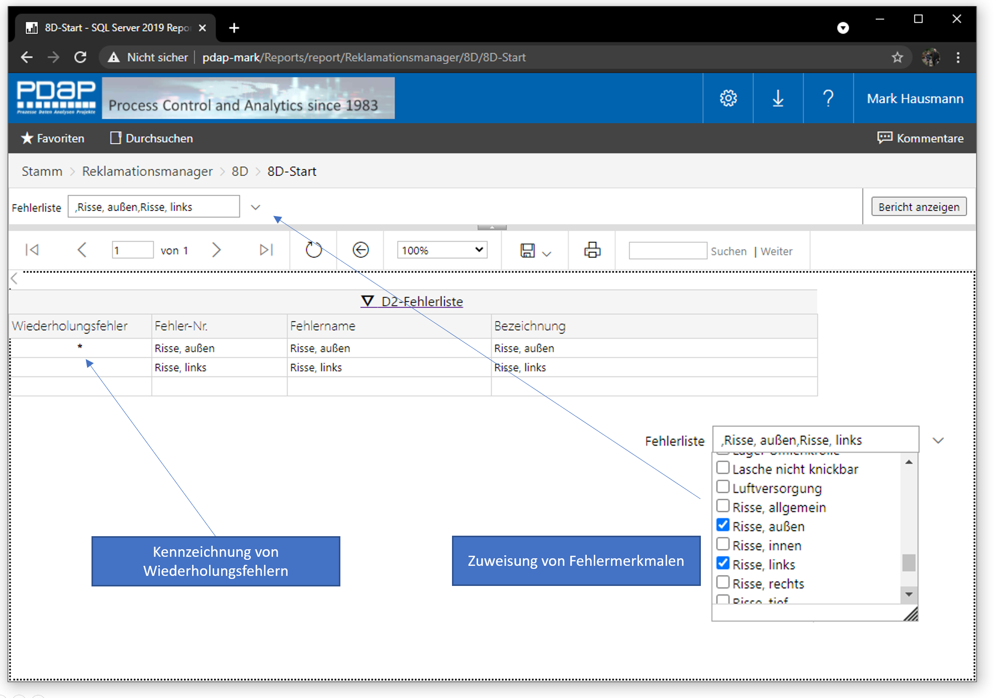 8D-Start - SQL Server 2019 Repo
Nicht sicher
pdap-mark/Reports/report/Reklamationsmanager/8D/8D-Start
PDAP
Prozesse Daten Analysen Projekte
Process Control and Analytics since 1983
?
Mark Hausmann
Favoriten
Durchsuchen
Kommentare
Stamm > Reklamationsmanager > 8D > 8D-Start
Fehlerliste
,Risse, außen,Risse, links
Bericht anzeigen
1
von 1
100%
Suchen | Weiter
D2-Fehlerliste
Wiederholungsfehler Fehler-Nr. Fehlername Bezeichnung
* Risse, außen Risse, außen Risse, außen
Risse, links Risse, links Risse, links
Fehlerliste ,Risse, außen,Risse, links
Lasche nicht knickbar
Luftversorgung
Risse, allgemein
Risse, außen
Risse, innen
Risse, links
Risse, rechts
Risse, tief
Kennzeichnung von
Wiederholungsfehlern
Zuweisung von Fehlermerkmalen